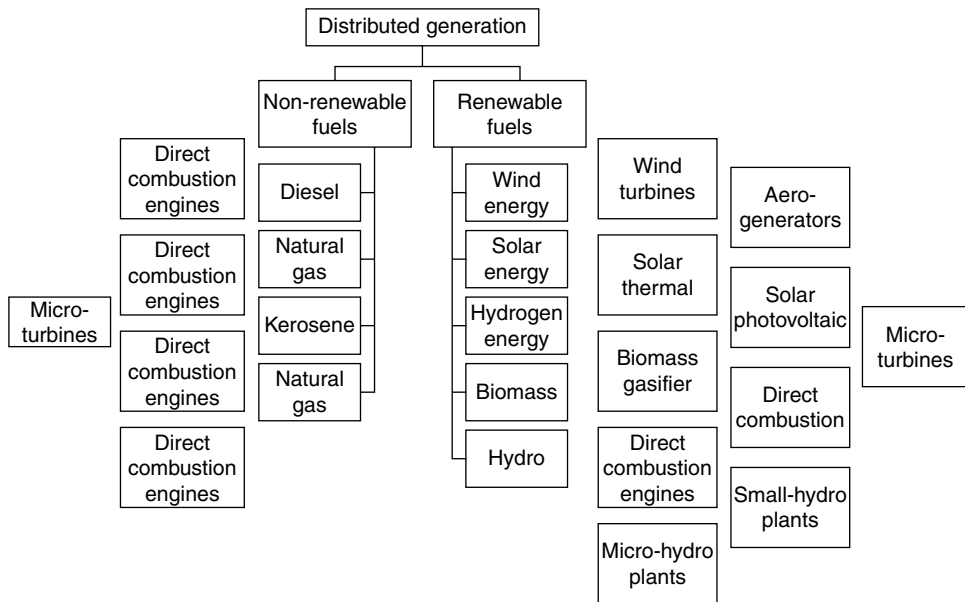 Distributed generation
Non-renewable
fuels
Renewable
fuels
Direct
combustion
engines
Direct
combustion
engines
Direct
combustion
engines
Direct
combustion
engines
Micro-
turbines
Diesel
Natural
gas
Kerosene
Natural
gas
Wind
energy
Solar
energy
Hydrogen
energy
Biomass
Hydro
Wind
turbines
Solar
thermal
Biomass
gasifier
Direct
combustion
engines
Micro-hydro
plants
Aero-
generators
Solar
photovoltaic
Direct
combustion
Small-hydro
plants
Micro-
turbines